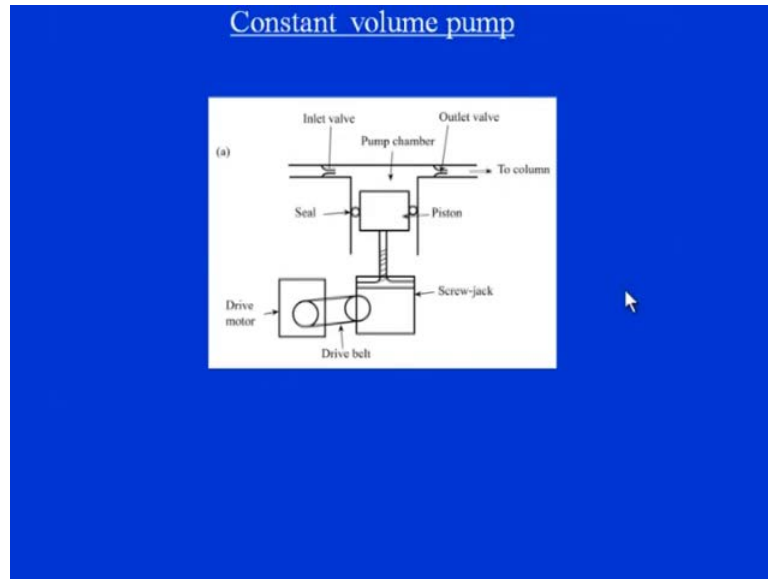 Constant volume pump
Inlet valve
Outlet valve
Pump chamber
(a)
To column
Seal
Piston
Screw-jack
Drive
motor
Drive belt